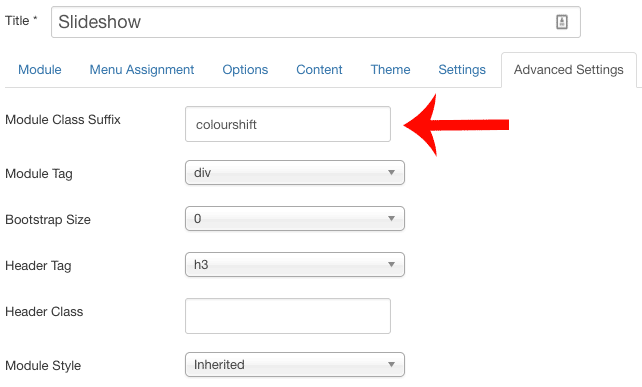 Title * Slideshow
Module Menu Assignment Options Content Theme Settings Advanced Settings
Module Class Suffix colourshift
Module Tag div
Bootstrap Size 0
Header Tag h3
Header Class
Module Style Inherited